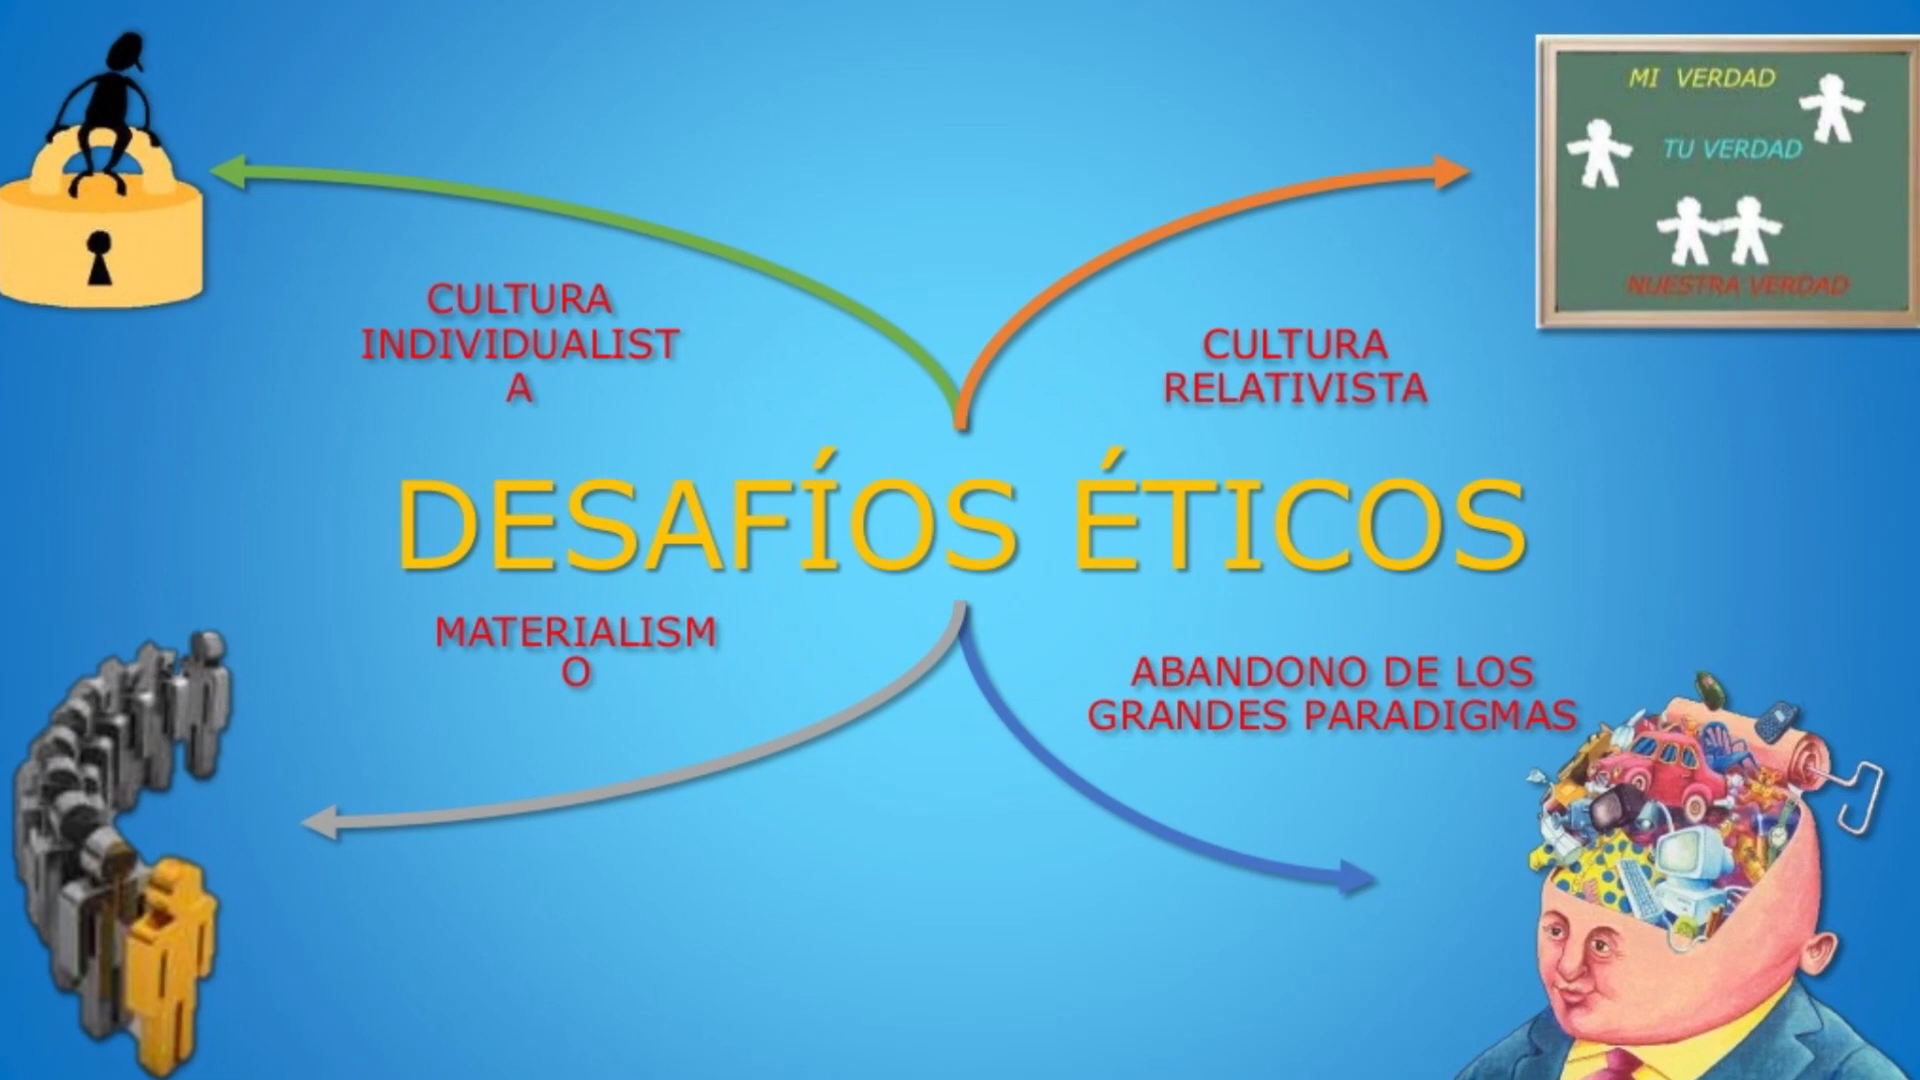 MI VERDAD
TU VERDAD
NUESTRA VERDAD
CULTURA
INDIVIDUALIST
A
CULTURA
RELATIVISTA
DESAFÍOS ÉTICOS
MATERIALISM
O
ABANDONO DE LOS
GRANDES PARADIGMAS